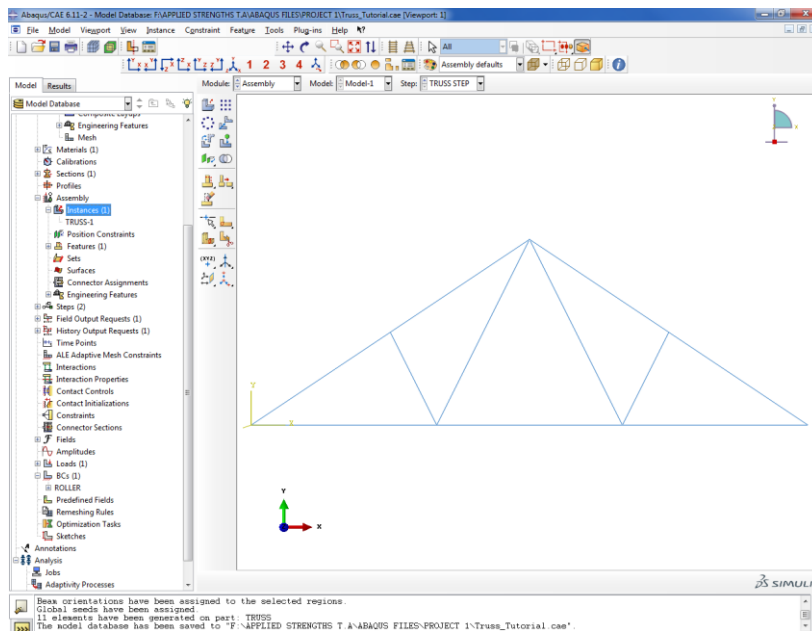 Abaqus/CAE 6.11-2 - Model Database: F:\APPLIED STRENGTHS T.A\ABAQUS FILES\PROJECT 1\Truss_Tutorial.cae [Viewport: 1]
File Model Viewport View Instance Constraint Feature Tools Plug-ins Help
All
1 2 3 4 Assembly defaults
Model Results Module: Assembly Model: Model-1 Step: TRUSS STEP
Model Database
Composite Layups
Engineering Features
Mesh
Materials (1)
Calibrations
Sections (1)
Profiles
Assembly
Instances (1)
TRUSS-1
Position Constraints
Features (1)
Sets
Surfaces
Connector Assignments
Engineering Features
Steps (2)
Field Output Requests (1)
History Output Requests (1)
Time Points
ALE Adaptive Mesh Constraints
Interactions
Interaction Properties
Contact Controls
Contact Initializations
Constraints
Connector Sections
Fields
Amplitudes
Loads (1)
BCs (1)
ROLLER
Predefined Fields
Remeshing Rules
Optimization Tasks
Sketches
Annotations
Analysis
Jobs
Adaptivity Processes
(XYZ)
Y
X
Y
X
Y
X
SIMULI
Beam orientations have been assigned to the selected regions.
Global seeds have been assigned.
11 elements have been generated on part: TRUSS
The model database has been saved to "F:\APPLIED STRENGTHS T.A\ABAQUS FILES\PROJECT 1\Truss_Tutorial.cae".